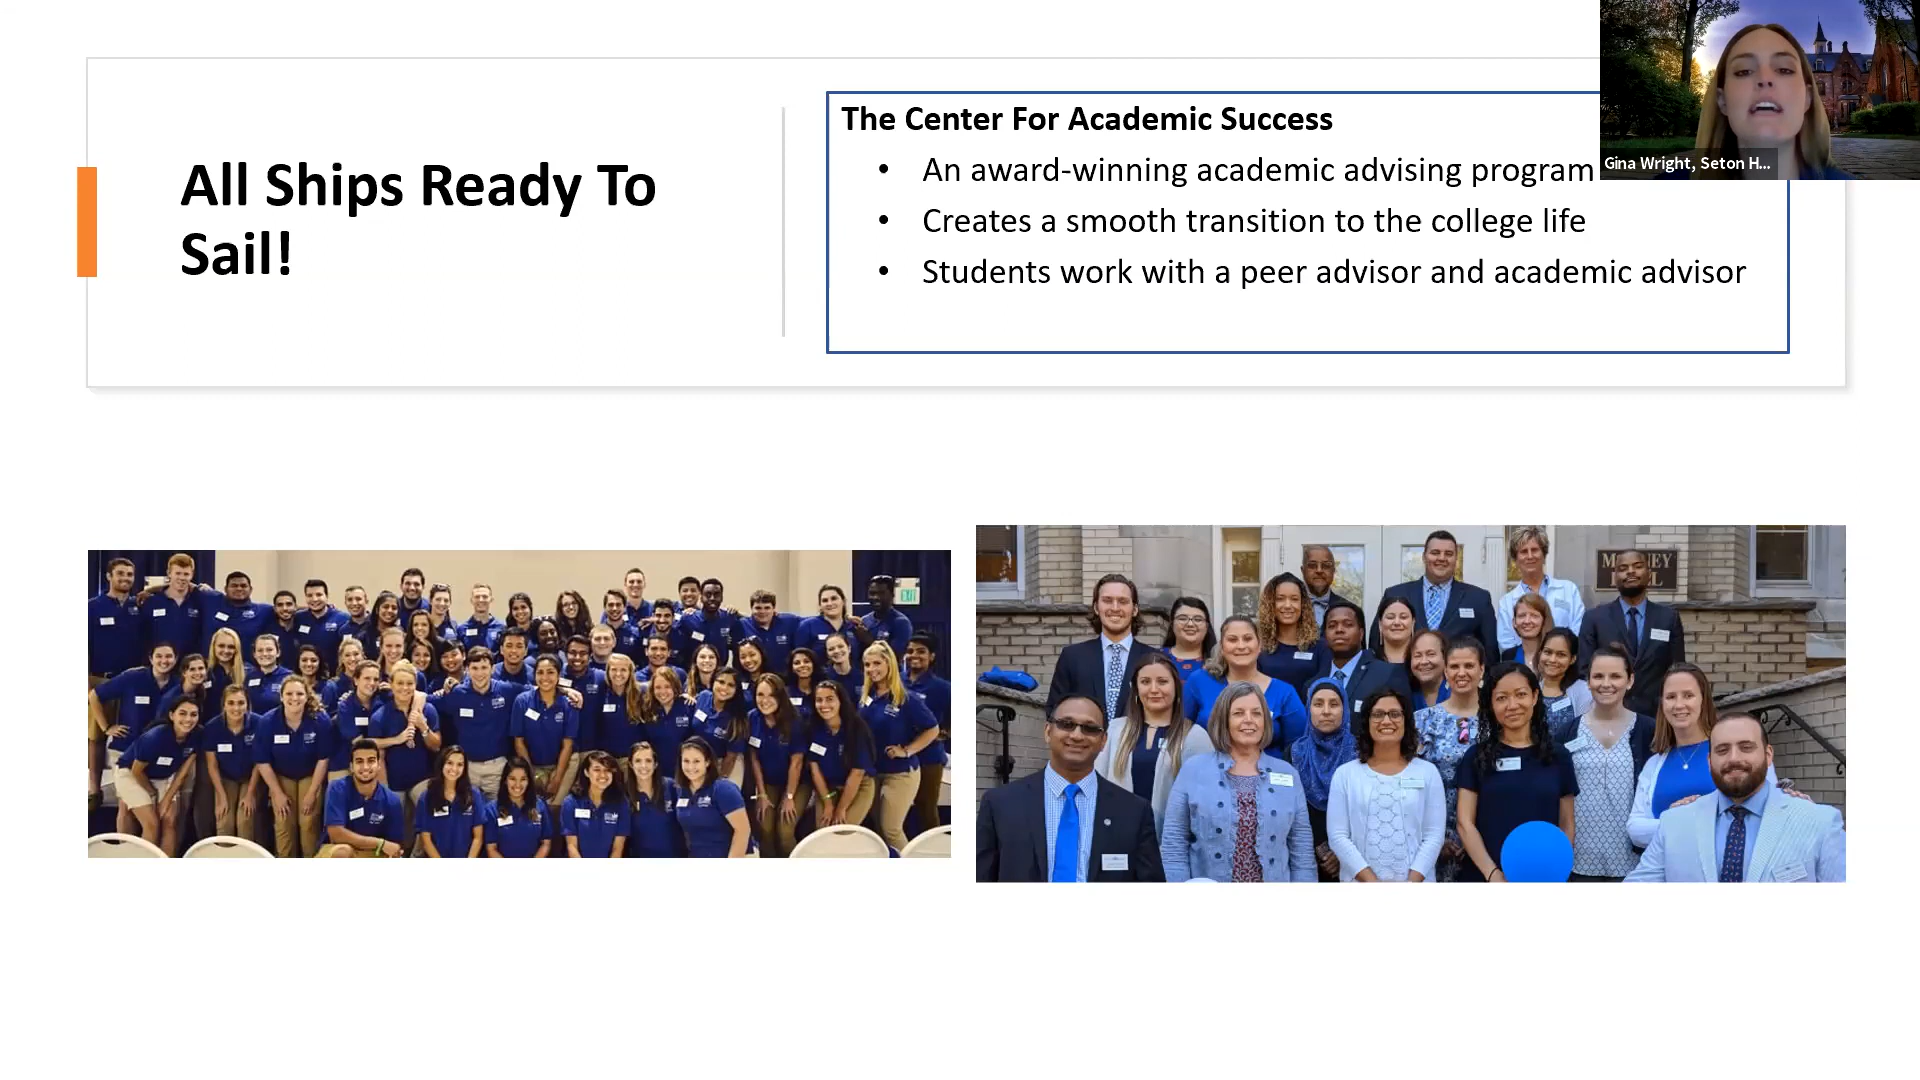 All Ships Ready To
Sail!
The Center For Academic Success
• An award-winning academic advising program
• Creates a smooth transition to the college life
• Students work with a peer advisor and academic advisor
Gina Wright, Seton H...
EXIT